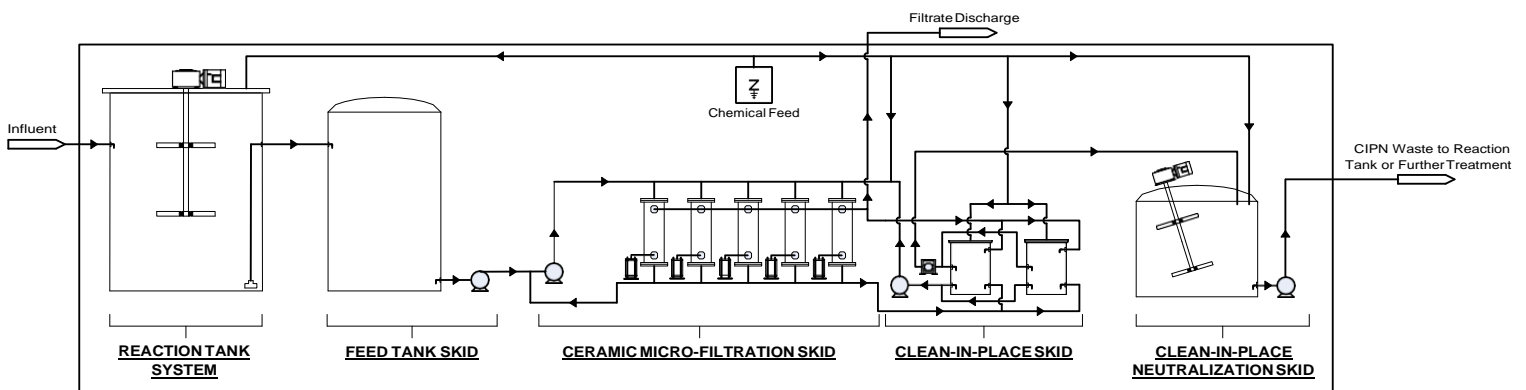 Filtrate Discharge
Chemical Feed
Influent
CIPN Waste to Reaction
Tank or Further Treatment
REACTION TANK
SYSTEM
FEED TANK SKID
CERAMIC MICRO-FILTRATION SKID
CLEAN-IN-PLACE SKID
CLEAN-IN-PLACE
NEUTRALIZATION SKID